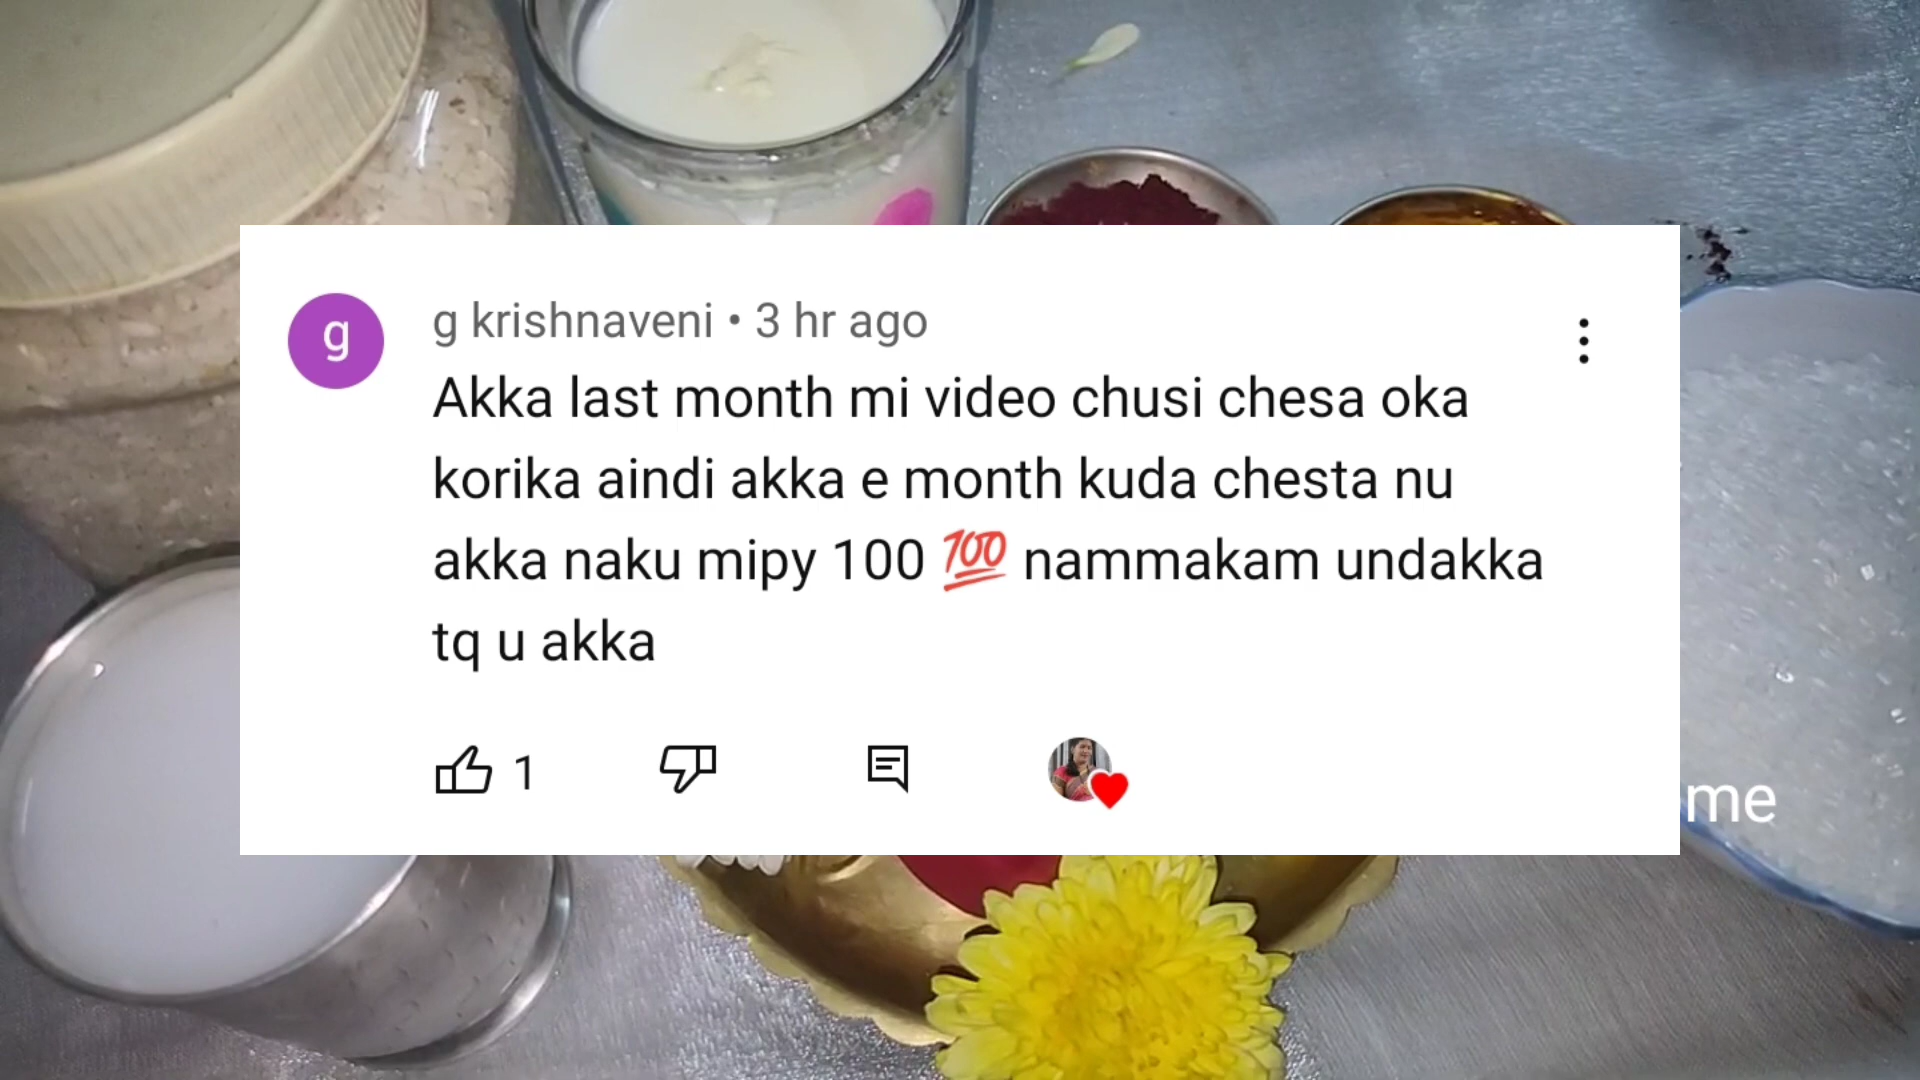 g
g krishnaveni • 3 hr ago
Akka last month mi video chusi chesa oka
korika aindi akka e month kuda chesta nu
akka naku mipy 100 💯 nammakam undakka
tq u akka
1
me